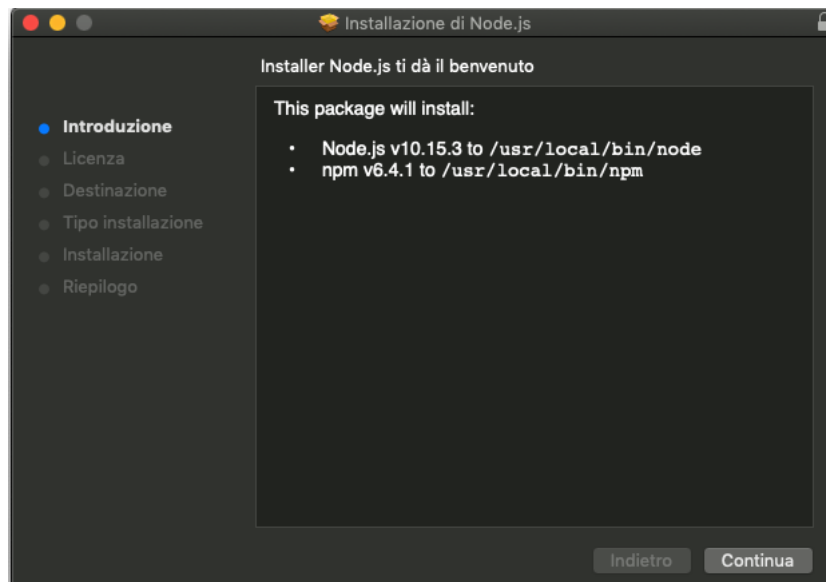 Installazione di Node.js
Installer Node.js ti dà il benvenuto
Introduzione
Licenza
Destinazione
Tipo installazione
Installazione
Riepilogo
This package will install:
• Node.js v10.15.3 to /usr/local/bin/node
• npm v6.4.1 to /usr/local/bin/npm
Indietro
Continua